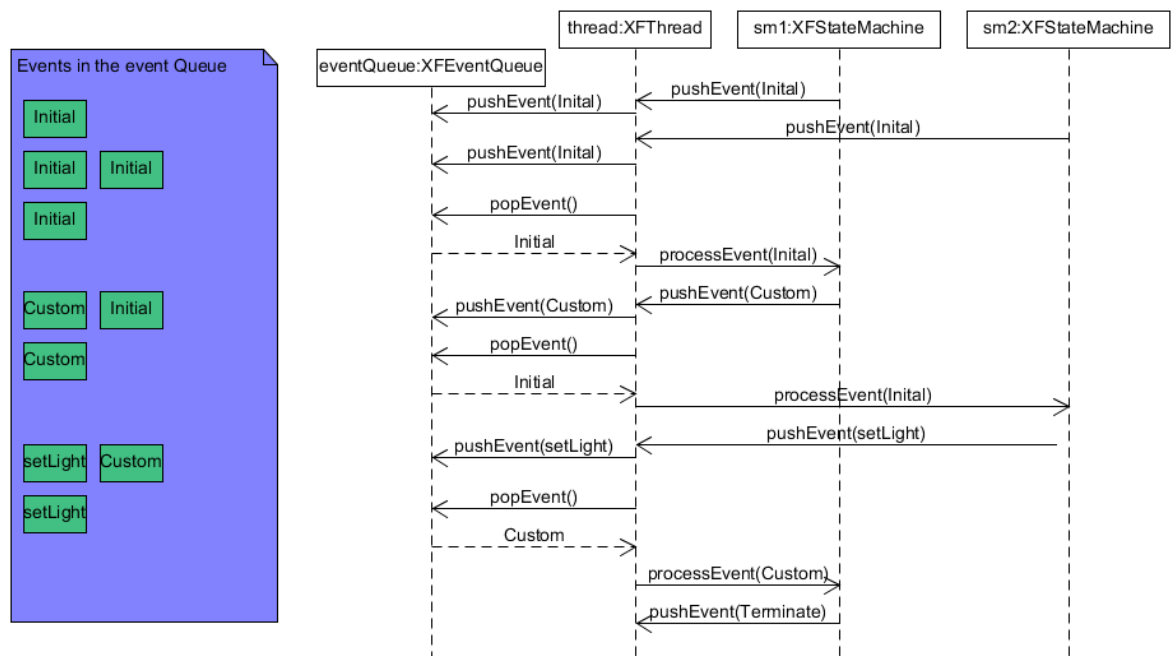 thread:XFThread
sm1:XFStateMachine
sm2:XFStateMachine
eventQueue:XFEventQueue
Events in the event Queue
pushEvent(Inital)
pushEvent(Inital)
Initial
pushEvent(Inital)
pushEvent(Inital)
Initial
Initial
popEvent()
Initial
Initial
processEvent(Inital)
pushEvent(Custom)
pushEvent(Custom)
Custom
Initial
popEvent()
Custom
Initial
processEvent(Inital)
pushEvent(setLight)
pushEvent(setLight)
setLight
Custom
popEvent()
setLight
Custom
processEvent(Custom)
pushEvent(Terminate)